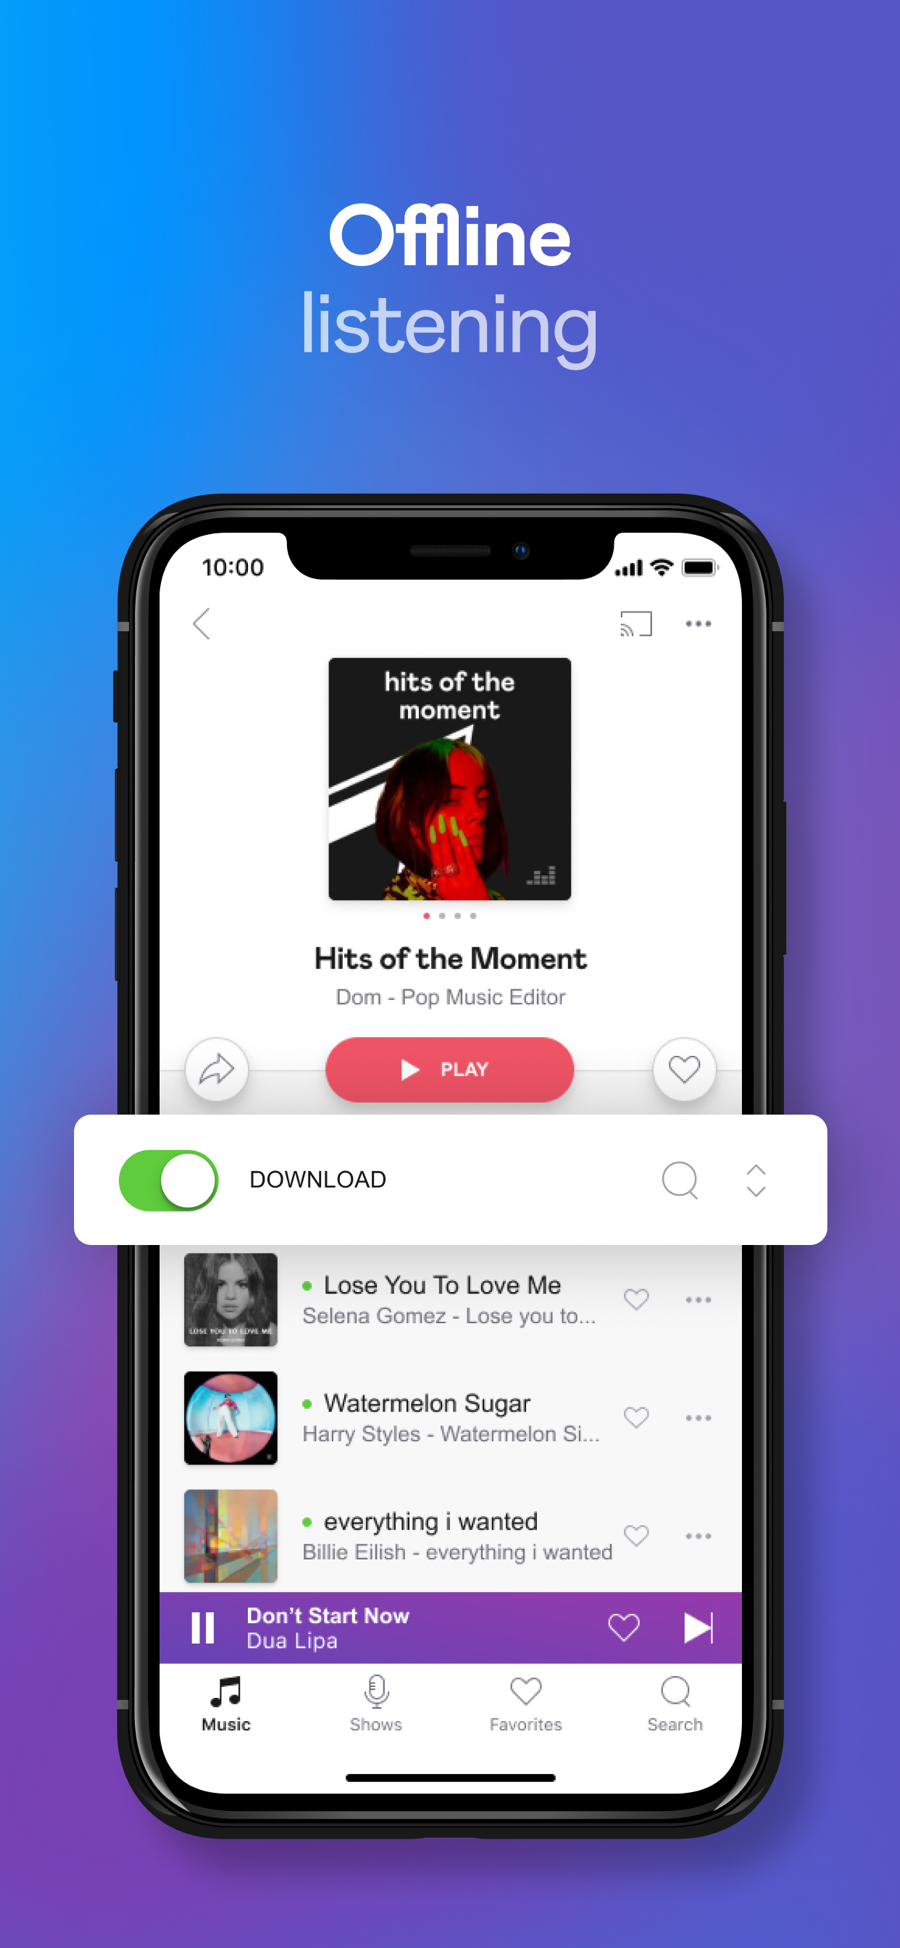 Offline
listening
10:00
hits of the
moment
Hits of the Moment
Dom - Pop Music Editor
PLAY
DOWNLOAD
LOSE YOU TO LOVE ME
Lose You To Love Me
Selena Gomez - Lose you to...
Watermelon Sugar
Harry Styles - Watermelon Si...
everything i wanted
Billie Eilish - everything i wanted
Don't Start Now
Dua Lipa
Music
Shows
Favorites
Search